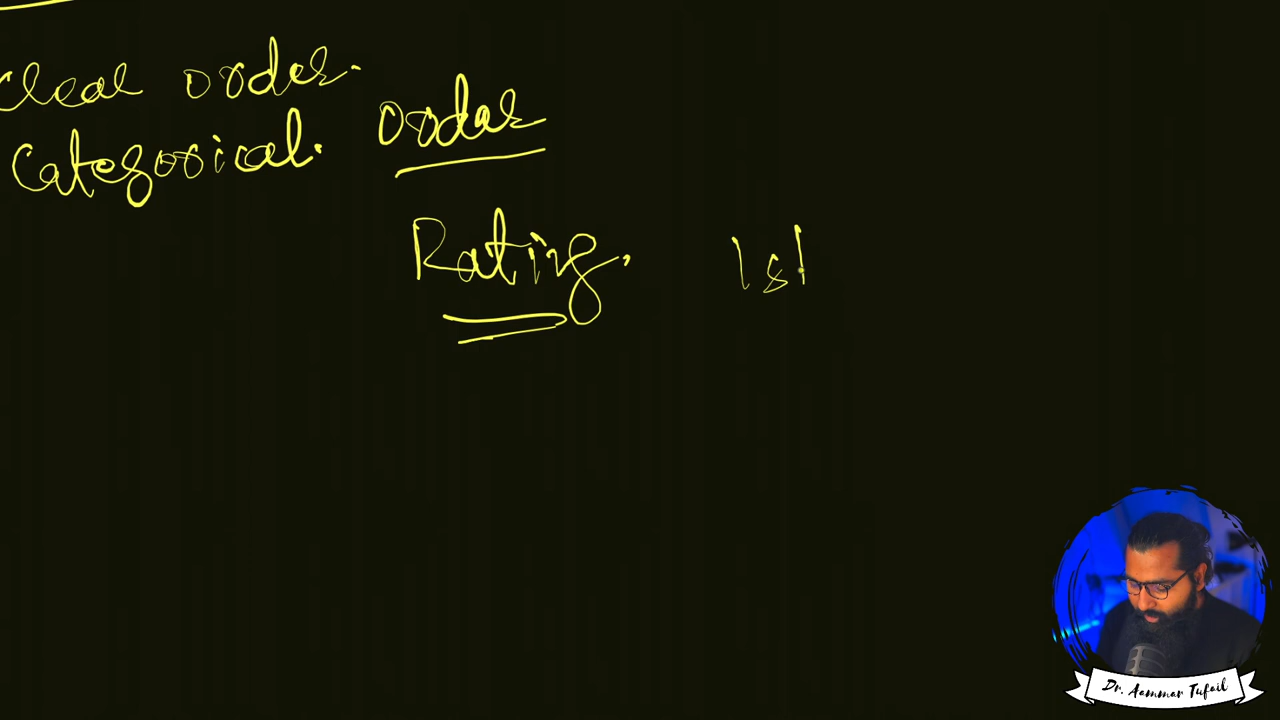 Clear order.
Categorical. order
Rating. 1st
Dr. Aammar Tufail